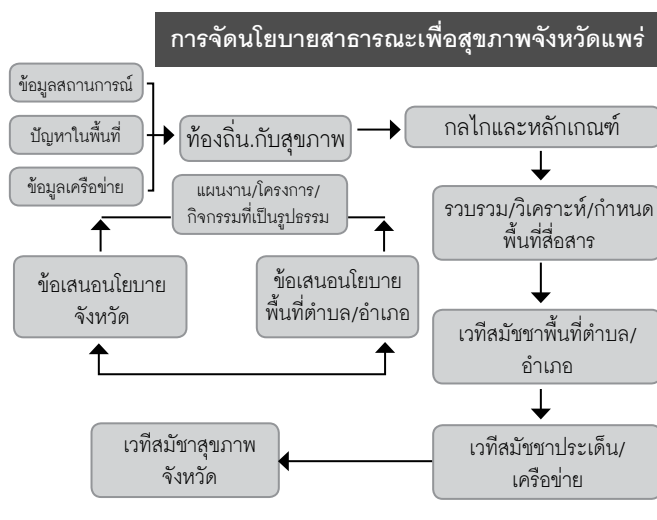 การจัดนโยบายสาธารณะเพื่อสุขภาพจังหวัดแพร่
ข้อมูลสถานการณ์
ปัญหาในพื้นที่
ข้อมูลเครือข่าย
ท้องถิ่น.กับสุขภาพ
กลไกและหลักเกณฑ์
รวบรวม/วิเคราะห์/กำหนด
พื้นที่สื่อสาร
เวทีสมัชชาพื้นที่ตำบล/
อำเภอ
เวทีสมัชชาประเด็น/
เครือข่าย
เวทีสมัชาสุขภาพ
จังหวัด
แผนงาน/โครงการ/
กิจกรรมที่เป็นรูปธรรม
ข้อเสนอนโยบาย
จังหวัด
ข้อเสนอนโยบาย
พื้นที่ตำบล/อำเภอ